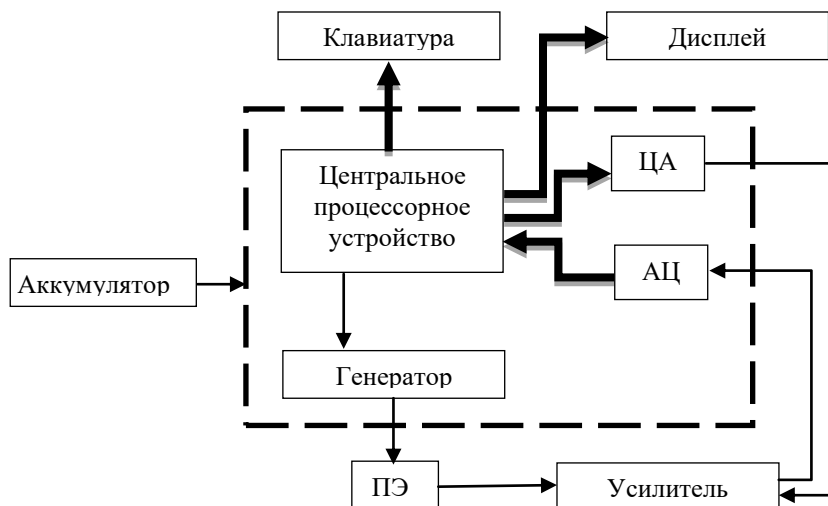 Клавиатура
Дисплей
Центральное
процессорное
устройство
ЦА
АЦ
Аккумулятор
Генератор
ПЭ
Усилитель